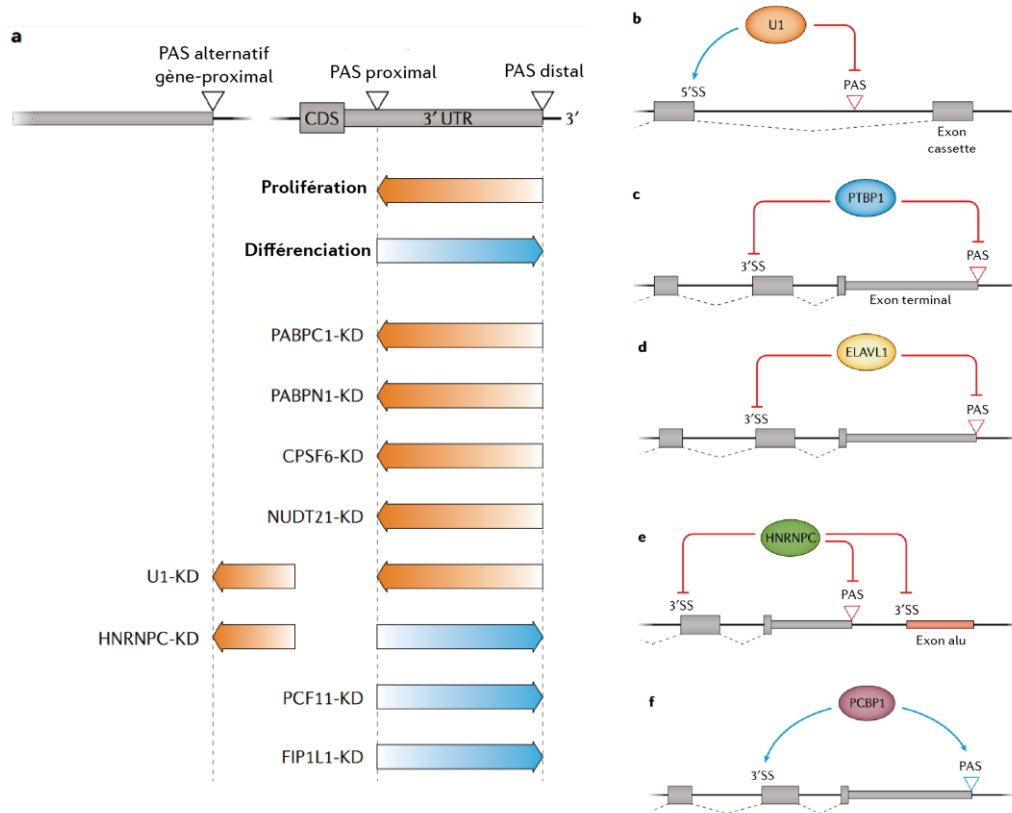 a
PAS alternatif
gène-proximal
PAS proximal
PAS distal
CDS
3' UTR
3'
Prolifération
Différenciation
PABPC1-KD
PABPN1-KD
CPSF6-KD
NUDT21-KD
U1-KD
HNRNPC-KD
PCF11-KD
FIP1L1-KD
b
U1
5'SS
PAS
Exon
cassette
c
PTBP1
3'SS
PAS
Exon terminal
d
ELAVL1
3'SS
PAS
e
HNRNPC
3'SS
PAS
3'SS
Exon alu
f
PCBP1
3'SS
PAS